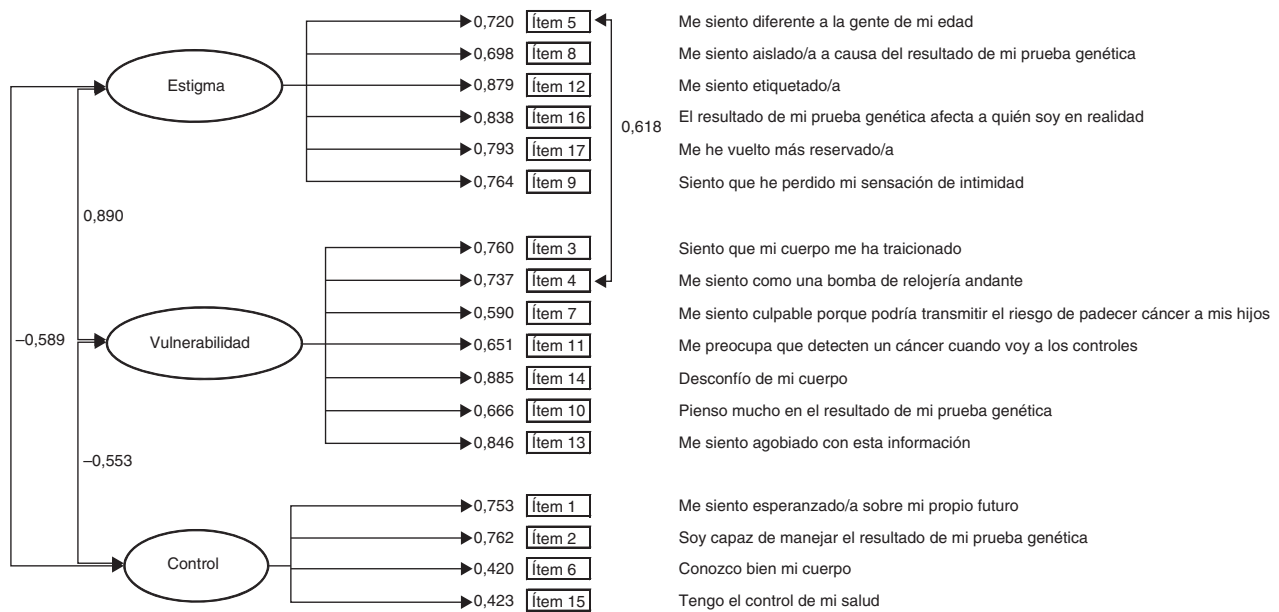 0,720 Ítem 5 Me siento diferente a la gente de mi edad
0,698 Ítem 8 Me siento aislado/a a causa del resultado de mi prueba genética
Estigma 0,879 Ítem 12 Me siento etiquetado/a
0,838 Ítem 16 El resultado de mi prueba genética afecta a quién soy en realidad
0,618
0,793 Ítem 17 Me he vuelto más reservado/a
0,764 Ítem 9 Siento que he perdido mi sensación de intimidad
0,890
0,760 Ítem 3 Siento que mi cuerpo me ha traicionado
0,737 Ítem 4 Me siento como una bomba de relojería andante
0,590 Ítem 7 Me siento culpable porque podría transmitir el riesgo de padecer cáncer a mis hijos
–0,589 Vulnerabilidad 0,651 Ítem 11 Me preocupa que detecten un cáncer cuando voy a los controles
0,885 Ítem 14 Desconfío de mi cuerpo
0,666 Ítem 10 Pienso mucho en el resultado de mi prueba genética
0,846 Ítem 13 Me siento agobiado con esta información
–0,553
0,753 Ítem 1 Me siento esperanzado/a sobre mi propio futuro
0,762 Ítem 2 Soy capaz de manejar el resultado de mi prueba genética
Control 0,420 Ítem 6 Conozco bien mi cuerpo
0,423 Ítem 15 Tengo el control de mi salud